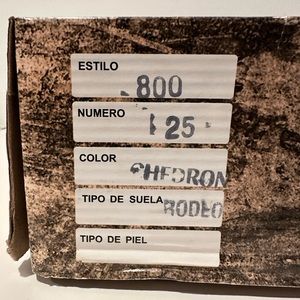 ESTILO
800
NUMERO
25
COLOR
CHEDRON
TIPO DE SUELA RODEO
TIPO DE PIEL